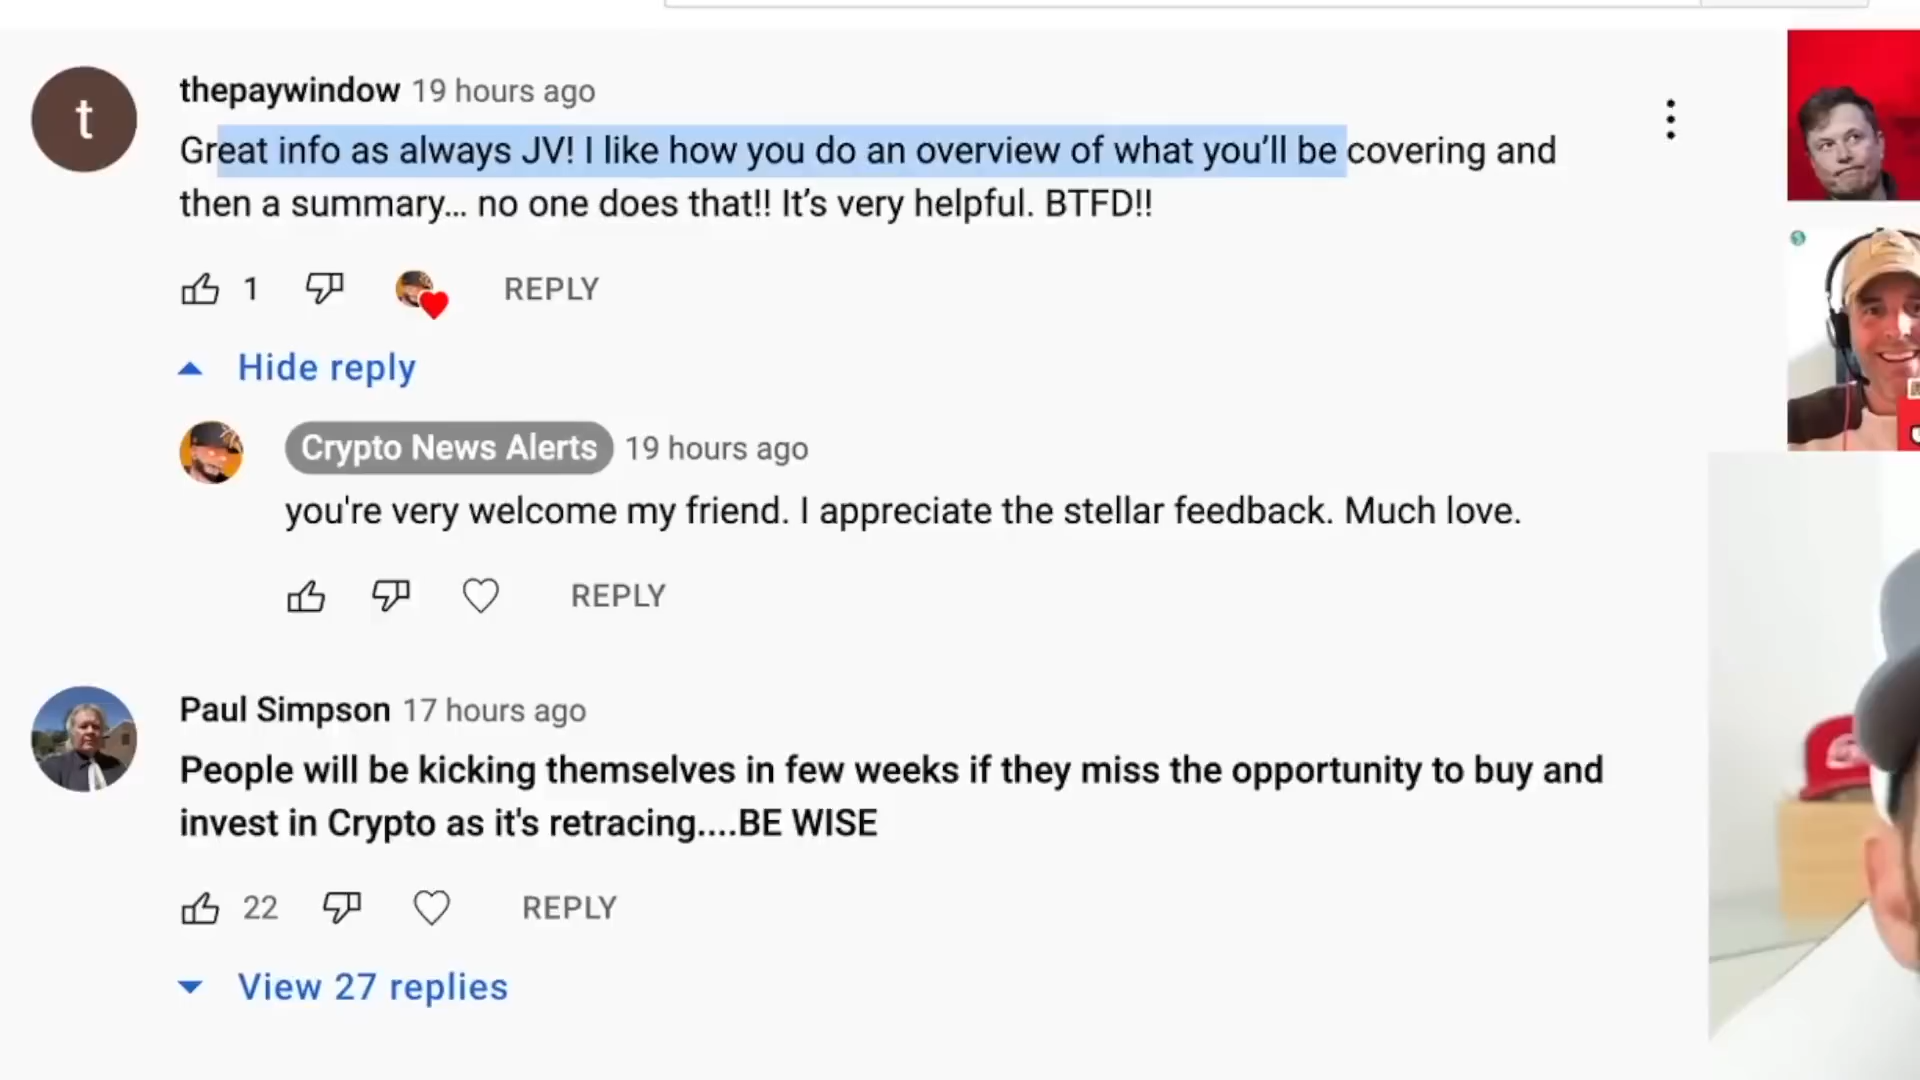 t
thepaywindow 19 hours ago
Great info as always JV! I like how you do an overview of what you’ll be covering and
then a summary... no one does that!! It’s very helpful. BTFD!!
1 REPLY
Hide reply
Crypto News Alerts 19 hours ago
you're very welcome my friend. I appreciate the stellar feedback. Much love.
REPLY
Paul Simpson 17 hours ago
People will be kicking themselves in few weeks if they miss the opportunity to buy and
invest in Crypto as it's retracing....BE WISE
22 REPLY
View 27 replies